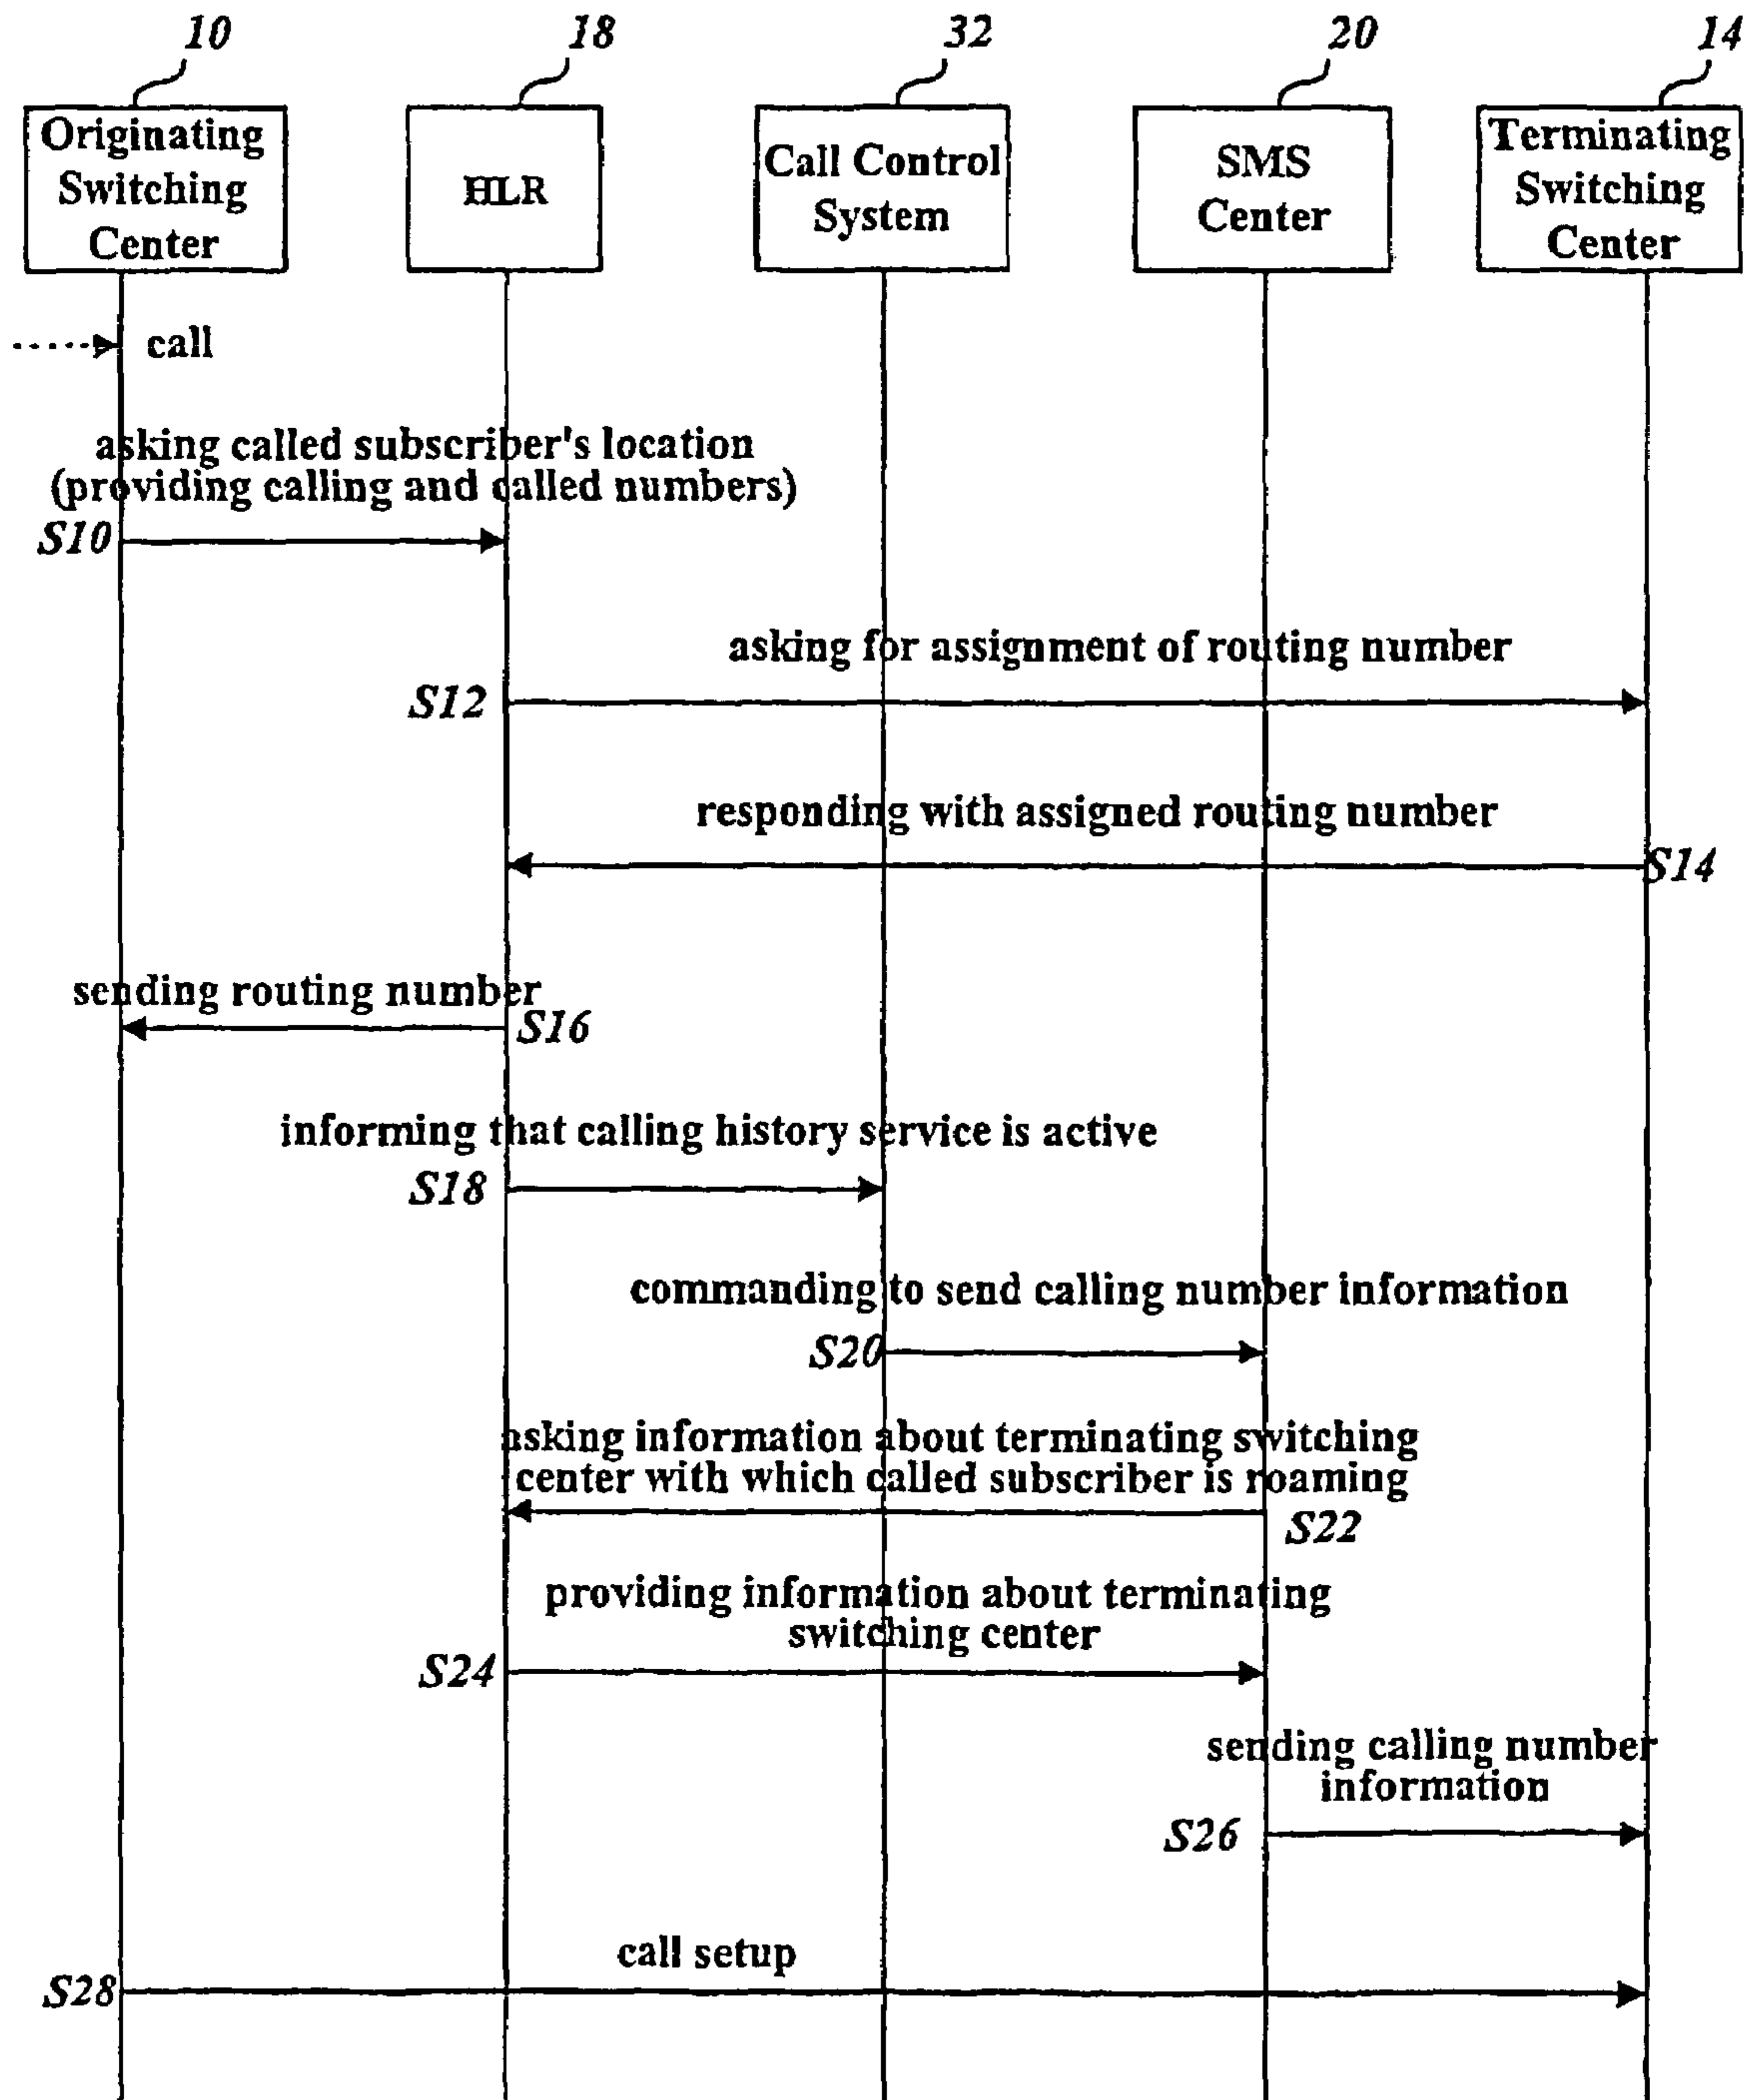 10
18
32
20
14
Originating
Switching
Center
HLR
Call Control
System
SMS
Center
Terminating
Switching
Center
call
asking called subscriber's location
(providing calling and called numbers)
S10
asking for assignment of routing number
S12
responding with assigned routing number
S14
sending routing number
S16
informing that calling history service is active
S18
commanding to send calling number information
S20
asking information about terminating switching
center with which called subscriber is roaming
S22
providing information about terminating
switching center
S24
sending calling number
information
S26
call setup
S28